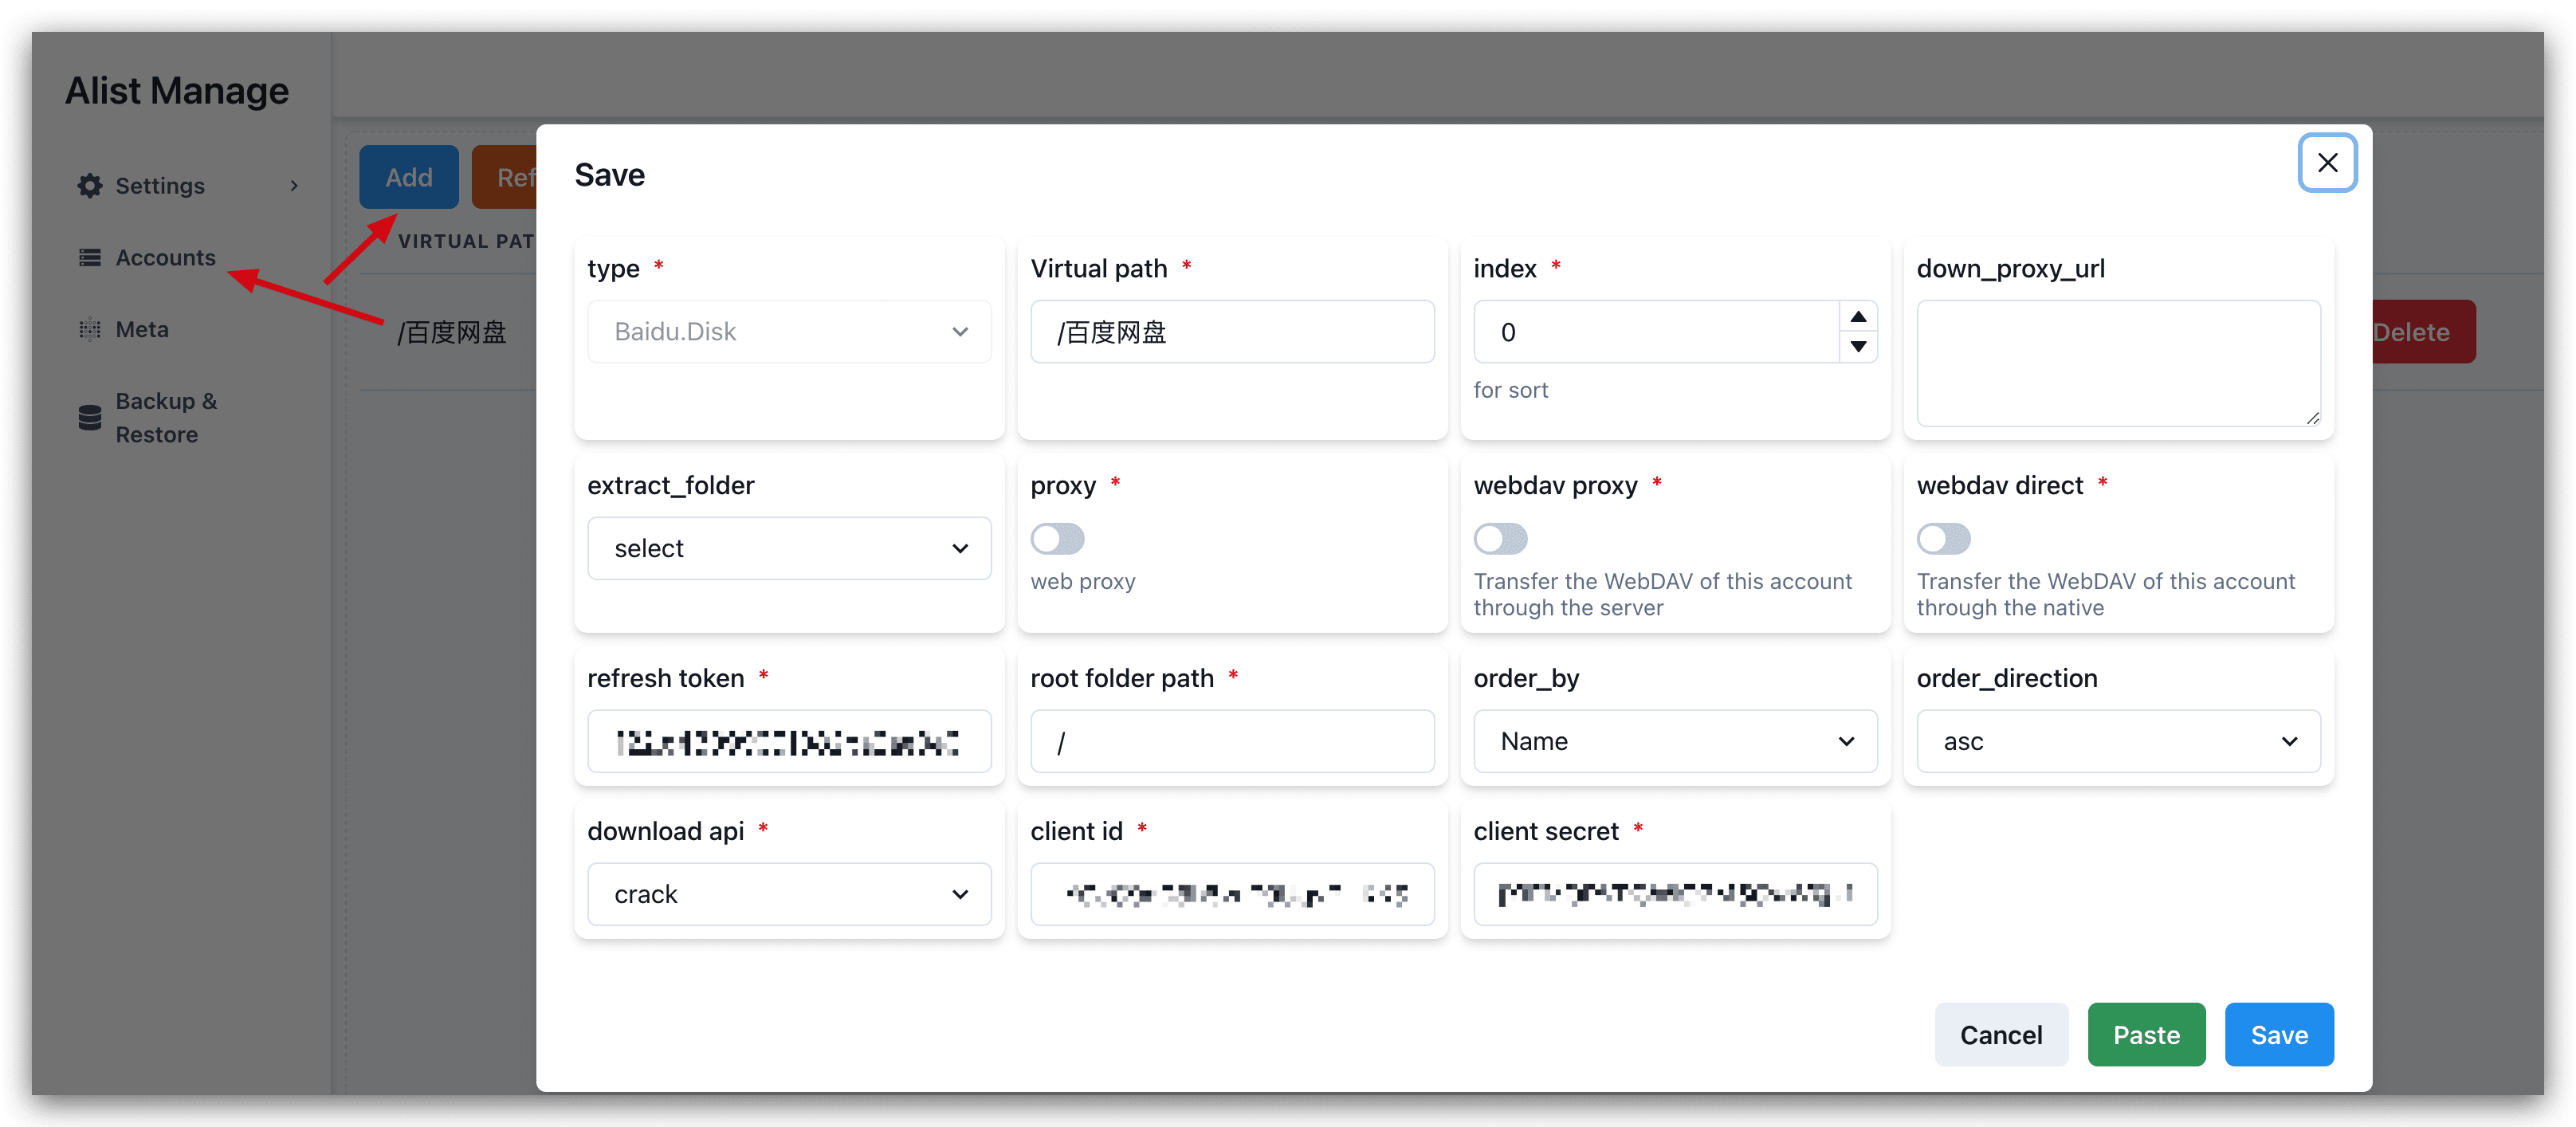 Alist Manage
Settings
Accounts
Meta
Backup &
Restore
Add
Ref
VIRTUAL PAT
/百度网盘
Delete
Save
type *
Baidu.Disk
Virtual path *
/百度网盘
index *
0
for sort
down_proxy_url
extract_folder
select
proxy *
web proxy
webdav proxy *
Transfer the WebDAV of this account
through the server
webdav direct *
Transfer the WebDAV of this account
through the native
refresh token *
root folder path *
/
order_by
Name
order_direction
asc
download api *
crack
client id *
client secret *
Cancel
Paste
Save